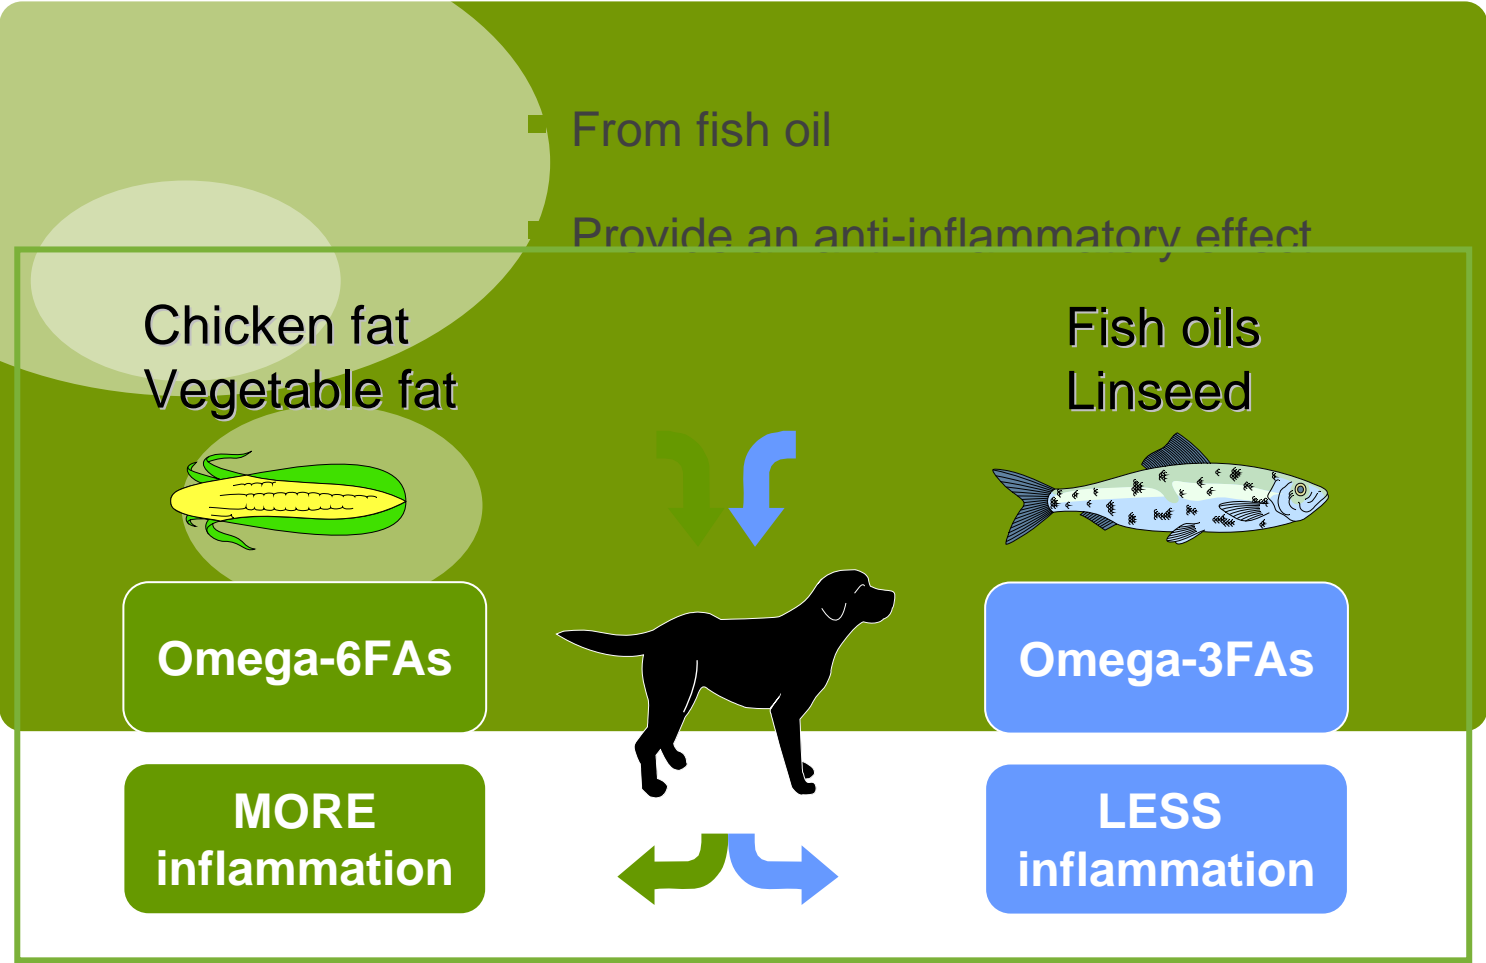 From fish oil
Provide an anti-inflammatory effect
Chicken fat
Vegetable fat
Fish oils
Linseed
Omega-6FAs
Omega-3FAs
MORE
inflammation
LESS
inflammation